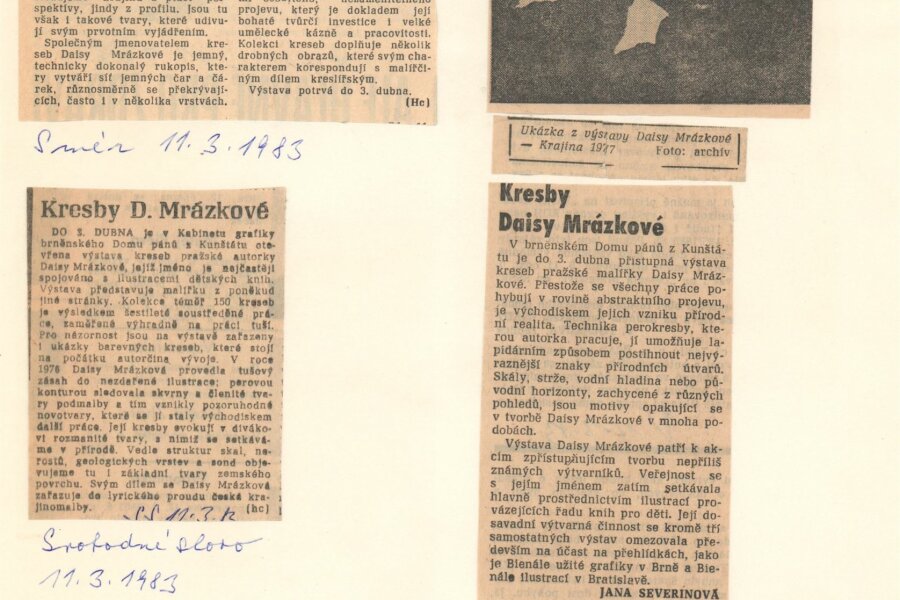 spektivy, jindy z profilu. Jsou tu
však i takové tvary, které udivu-
jí svým prvotním vyjádřením.
Společným jmenovatelem kre-
seb Daisy Mrázkové je jemný,
technicky dokonalý rukopis, kte-
rý vytváří síť jemných čar a čá-
rek, různosměrně se překrývají-
cích, často i v několika vrstvách.
projevu, který je dokladem její
bohaté tvůrčí investice i velké
umělecké kázně a pracovitosti.
Kolekci kreseb doplňuje několik
drobných obrazů, které svým cha-
rakterem korespondují s malířči-
ným dílem kreslířským.
Výstava potrvá do 3. dubna.
(Hc)
Směr 11.3.1983
Kresby D. Mrázkové
DO 3. DUBNA je v Kabinetu grafiky
brněnského Domu pánů z Kunštátu ote-
vřena výstava kreseb pražské autorky
Daisy Mrázkové, jejíž jméno je nejčastěji
spojováno s ilustracemi dětských knih.
Výstava představuje malířku z poněkud
jiné stránky. Kolekce téměř 150 kreseb
je výsledkem šestileté soustředěné prá-
ce, zaměřené výhradně na práci tuší.
Pro názornost jsou na výstavě zařazeny
i ukázky barevných kreseb, které stojí
na počátku autorčina vývoje. V roce
1976 Daisy Mrázková provedla tušový
zásah do nezdařené ilustrace; perovou
konturou sledovala skvrny a členité tva-
ry podmalby a tím vznikly pozoruhodné
novotvary, které se jí staly východiskem
další práce. Její kresby evokují v diváko-
vi rozmanité tvary, s nimiž se setkává-
me v přírodě. Vedle struktur skal, ne-
rostů, geologických vrstev a sond obje-
vujeme tu i základní tvary zemského
povrchu. Svým dílem se Daisy Mrázková
zařazuje do lyrického proudu české kra-
jinomalby.
(hc)
SS 11.3.
Svobodné slovo
11.3.1983
Ukázka z výstavy Daisy Mrázkové
— Krajina 1977
Foto: archív
Kresby
Daisy Mrázkové
V brněnském Domu pánů z Kunštá-
tu je do 3. dubna přístupná výstava
kreseb pražské malířky Daisy Mráz-
kové. Přestože se všechny práce po-
hybují v rovině abstraktního projevu,
je východiskem jejich vzniku přírod-
ní realita. Technika perokresby, kte-
rou autorka pracuje, jí umožňuje la-
pidárním způsobem postihnout nejvý-
raznější znaky přírodních útvarů.
Skály, strže, vodní hladina nebo pů-
vodní horizonty, zachycené z různých
pohledů, jsou motivy opakující se
v tvorbě Daisy Mrázkové v mnoha po-
dobách.
Výstava Daisy Mrázkové patří k ak-
cím zpřístupňujícím tvorbu nepříliš
známých výtvarníků. Veřejnost se
s jejím jménem zatím setkávala
hlavně prostřednictvím ilustrací pro-
vázejících řadu knih pro děti. Její do-
savadní výtvarná činnost se kromě tří
samostatných výstav omezovala pře-
devším na účast na přehlídkách, jako
je Bienále užité grafiky v Brně a Bie-
nále ilustrací v Bratislavě.
JANA SEVERINOVÁ